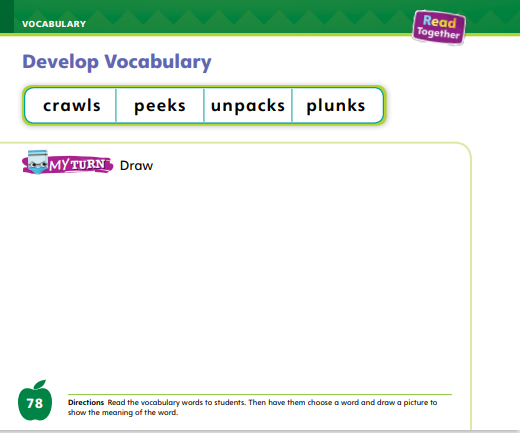 VOCABULARY
Read
Together
Develop Vocabulary
crawls peeks unpacks plunks
MY TURN Draw
78
Directions Read the vocabulary words to students. Then have them choose a word and draw a picture to
show the meaning of the word.